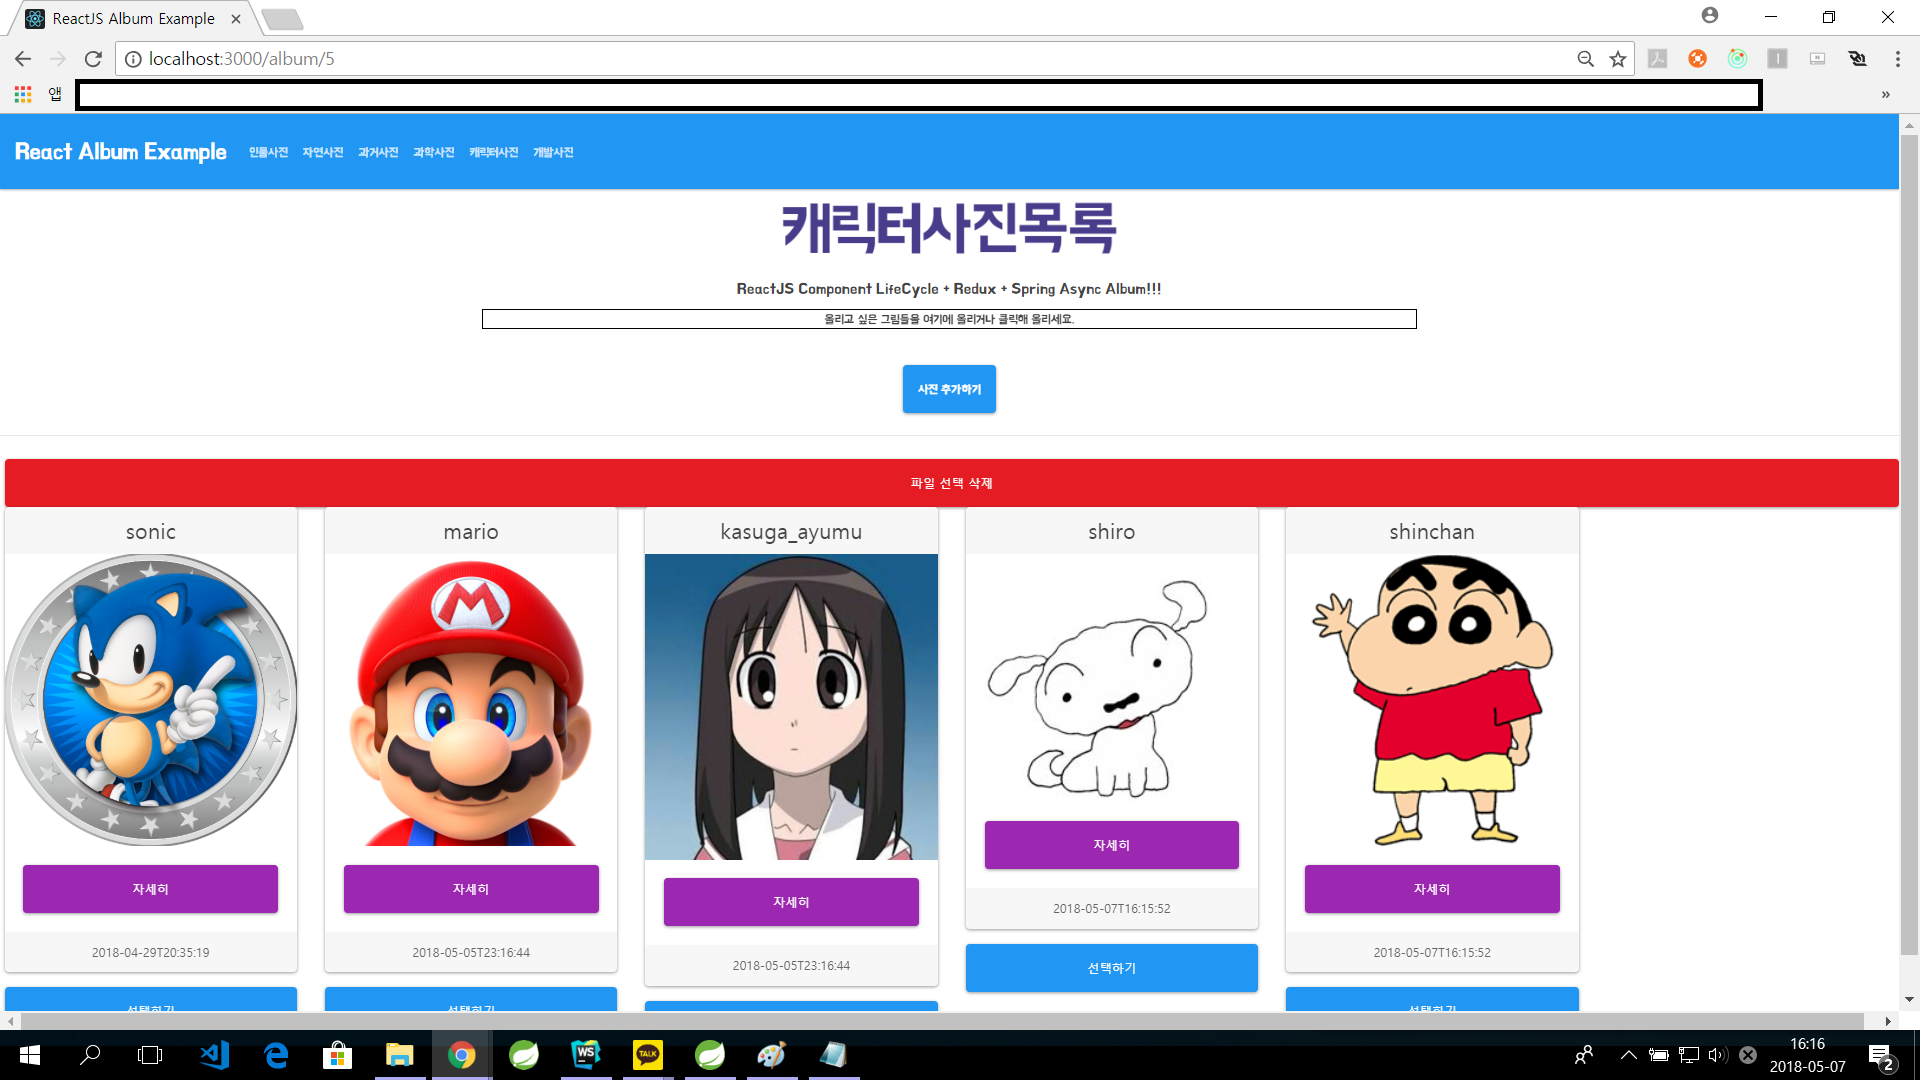 ReactJS Album Example
localhost:3000/album/5
앱
»
React Album Example 인물사진 자연사진 과거사진 과학사진 캐릭터사진 개발사진
캐릭터사진목록
ReactJS Component LifeCycle + Redux + Spring Async Album!!!
올리고 싶은 그림들을 여기에 올리거나 클릭해 올리세요.
사진 추가하기
파일 선택 삭제
sonic
mario
kasuga_ayumu
shiro
shinchan
M
자세히
자세히
자세히
자세히
자세히
2018-04-29T20:35:19
2018-05-05T23:16:44
2018-05-05T23:16:44
2018-05-07T16:15:52
2018-05-07T16:15:52
선택하기
선택하기
선택하기
선택하기
WS
TALK
16:16
2018-05-07
2